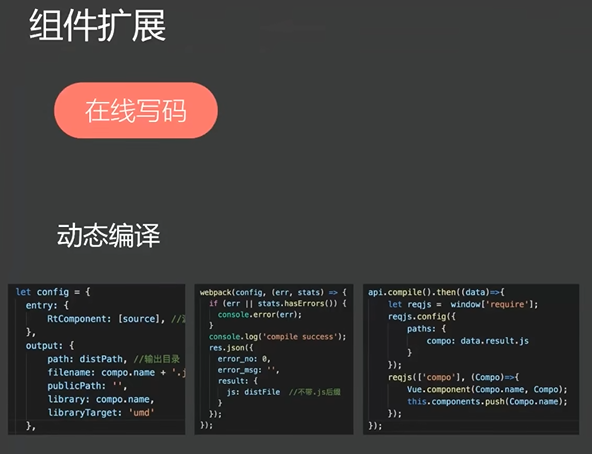 组件扩展
在线写码
动态编译
let config = {
entry: {
RtComponent: [source], //
},
output: {
path: distPath, //输出目录
filename: compo.name + '.j
publicPath: '',
library: compo.name,
libraryTarget: 'umd'
},
webpack(config, (err, stats) => {
if (err || stats.hasErrors()) {
console.error(err);
}
console.log('compile success');
res.json({
error_no: 0,
error_msg: '',
result: {
js: distFile //不带.js后缀
}
});
});
api.compile().then((data)=>{
let reqjs = window['require'];
reqjs.config({
paths: {
compo: data.result.js
}
});
reqjs(['compo'], (Compo)=>{
Vue.component(Compo.name, Compo);
this.components.push(Compo.name);
});
});